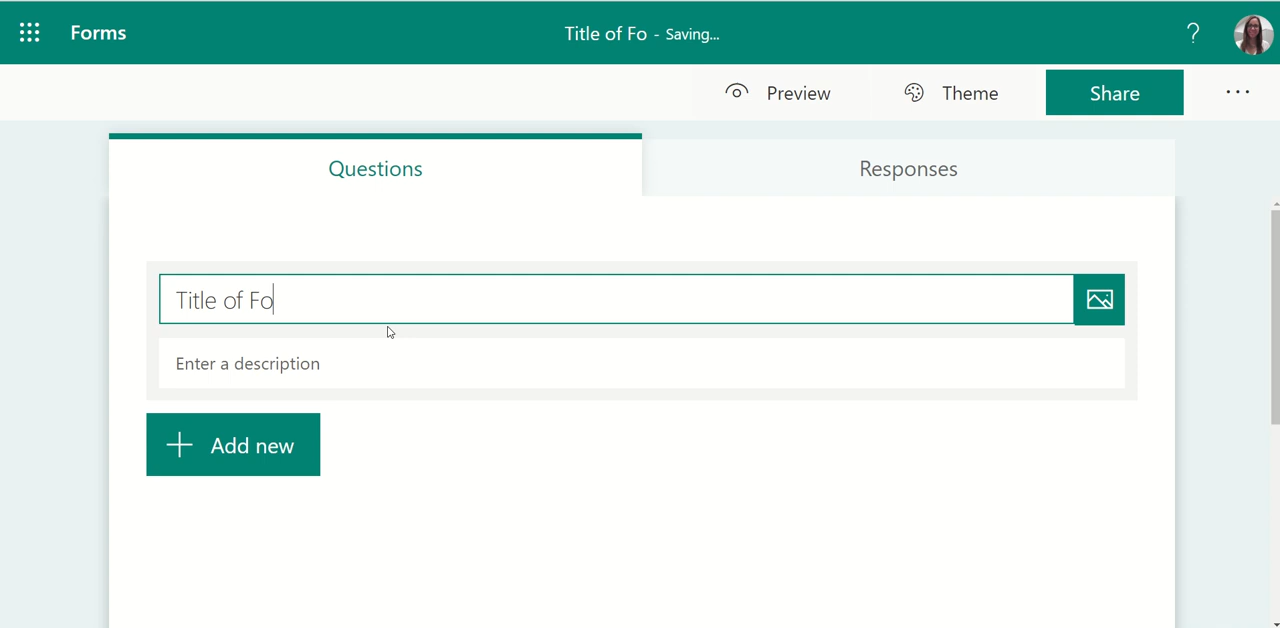 Forms
Title of Fo - Saving...
?
Preview
Theme
Share
...
Questions
Responses
Title of Fo
Enter a description
+ Add new